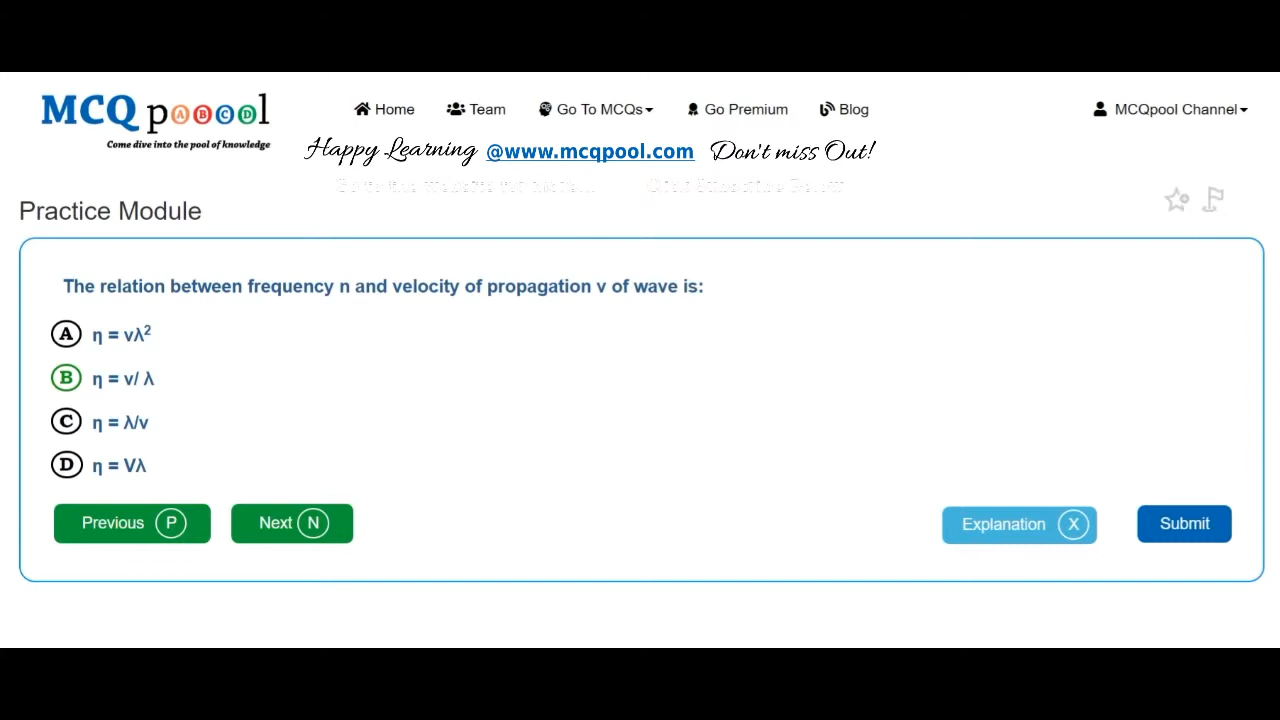 MCQ pooool
Come dive into the pool of knowledge
Home Team Go To MCQs Go Premium Blog MCQpool Channel
Happy Learning @www.mcqpool.com Don't miss Out!
Practice Module
The relation between frequency n and velocity of propagation v of wave is:
A η = vλ²
B η = v/ λ
C η = λ/v
D η = Vλ
Previous P Next N Explanation X Submit